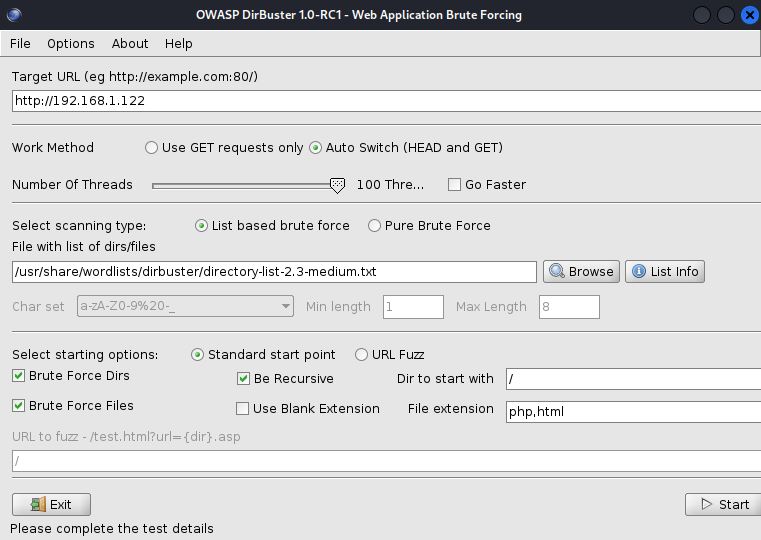 OWASP DirBuster 1.0-RC1 - Web Application Brute Forcing
File Options About Help
Target URL (eg http://example.com:80/)
http://192.168.1.122
Work Method Use GET requests only Auto Switch (HEAD and GET)
Number Of Threads 100 Thre... Go Faster
Select scanning type: List based brute force Pure Brute Force
File with list of dirs/files
/usr/share/wordlists/dirbuster/directory-list-2.3-medium.txt Browse List Info
Char set a-zA-Z0-9%20-_ Min length 1 Max Length 8
Select starting options: Standard start point URL Fuzz
Brute Force Dirs Be Recursive Dir to start with /
Brute Force Files Use Blank Extension File extension php,html
URL to fuzz - /test.html?url={dir}.asp
/
Exit Start
Please complete the test details